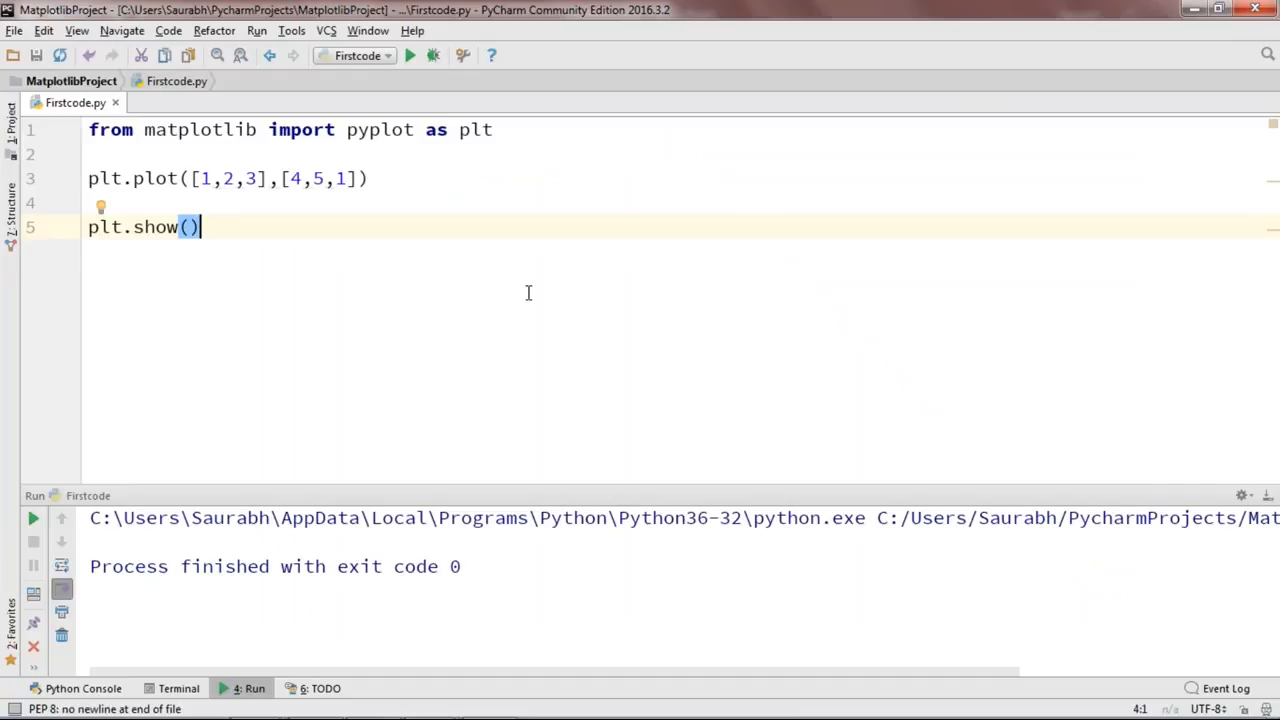 MatplotlibProject - [C:\Users\Saurabh\PycharmProjects\MatplotlibProject] - ...\Firstcode.py - PyCharm Community Edition 2016.3.2
File Edit View Navigate Code Refactor Run Tools VCS Window Help
Firstcode
MatplotlibProject Firstcode.py
Firstcode.py
1: Project
7: Structure
2: Favorites
1 from matplotlib import pyplot as plt
2
3 plt.plot([1,2,3],[4,5,1])
4
5 plt.show()
Run Firstcode
C:\Users\Saurabh\AppData\Local\Programs\Python\Python36-32\python.exe C:/Users/Saurabh/PycharmProjects/Mat
Process finished with exit code 0
Python Console Terminal 4: Run 6: TODO Event Log
PEP 8: no newline at end of file 4:1 n/a UTF-8